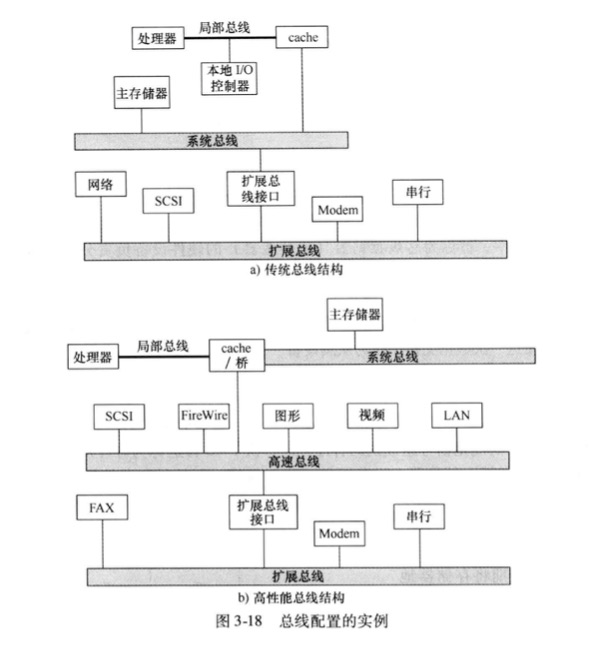 局部总线
处理器
cache
本地 I/O
控制器
主存储器
系统总线
网络
SCSI
扩展总
线接口
Modem
串行
扩展总线
a) 传统总线结构
主存储器
处理器
局部总线
cache
/ 桥
系统总线
SCSI
FireWire
图形
视频
LAN
高速总线
FAX
扩展总线
接口
Modem
串行
扩展总线
b) 高性能总线结构
图 3-18 总线配置的实例